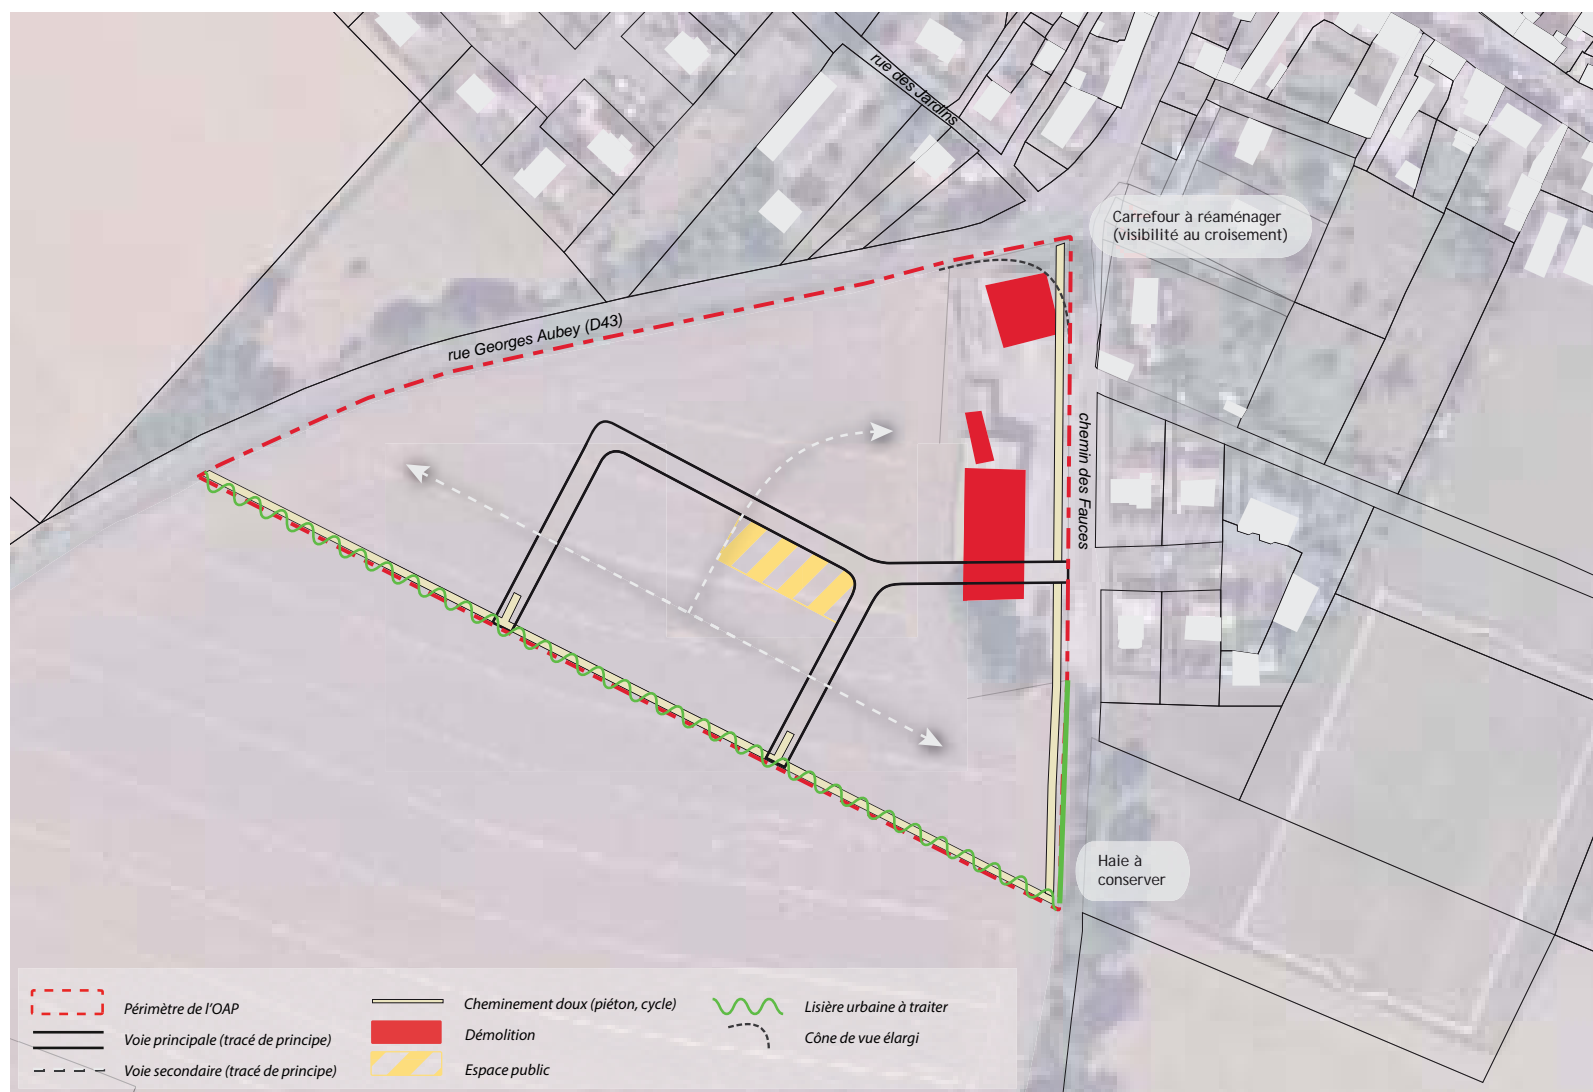 rue des Jardins
Carrefour à réaménager
(visibilité au croisement)
rue Georges Aubey (D43)
chemin des Fauces
Haie à
conserver
Périmètre de l'OAP
Voie principale (tracé de principe)
Voie secondaire (tracé de principe)
Cheminement doux (piéton, cycle)
Démolition
Espace public
Lisière urbaine à traiter
Cône de vue élargi